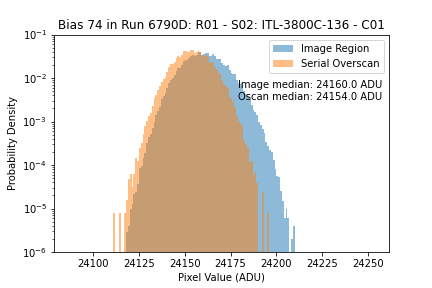 Bias 74 in Run 6790D: R01 - S02: ITL-3800C-136 - C01
Image Region
Serial Overscan
Image median: 24160.0 ADU
Oscan median: 24154.0 ADU
Probability Density
10⁻¹
10⁻²
10⁻³
10⁻⁴
10⁻⁵
10⁻⁶
24100 24125 24150 24175 24200 24225 24250
Pixel Value (ADU)